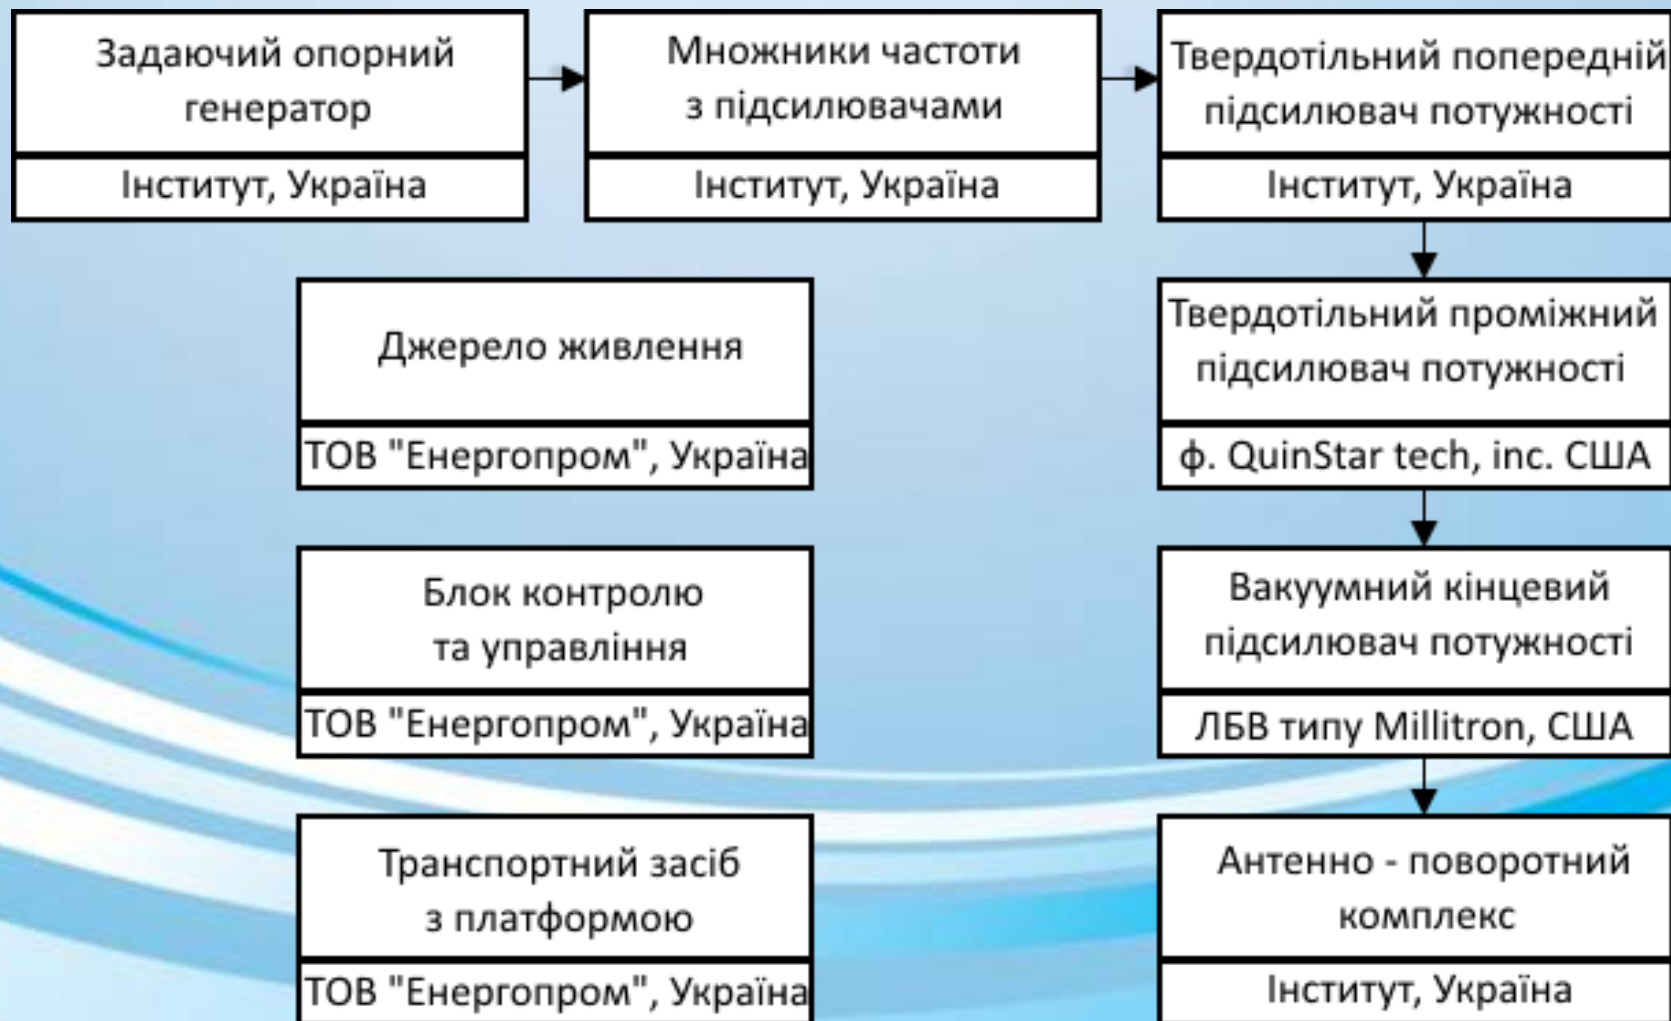 Задаючий опорний
генератор
Інститут, Україна
Множники частоти
з підсилювачами
Інститут, Україна
Твердотільний попередній
підсилювач потужності
Інститут, Україна
Джерело живлення
ТОВ "Енергопром", Україна
Твердотільний проміжний
підсилювач потужності
ф. QuinStar tech, inc. США
Блок контролю
та управління
ТОВ "Енергопром", Україна
Вакуумний кінцевий
підсилювач потужності
ЛБВ типу Millitron, США
Транспортний засіб
з платформою
ТОВ "Енергопром", Україна
Антенно - поворотний
комплекс
Інститут, Україна